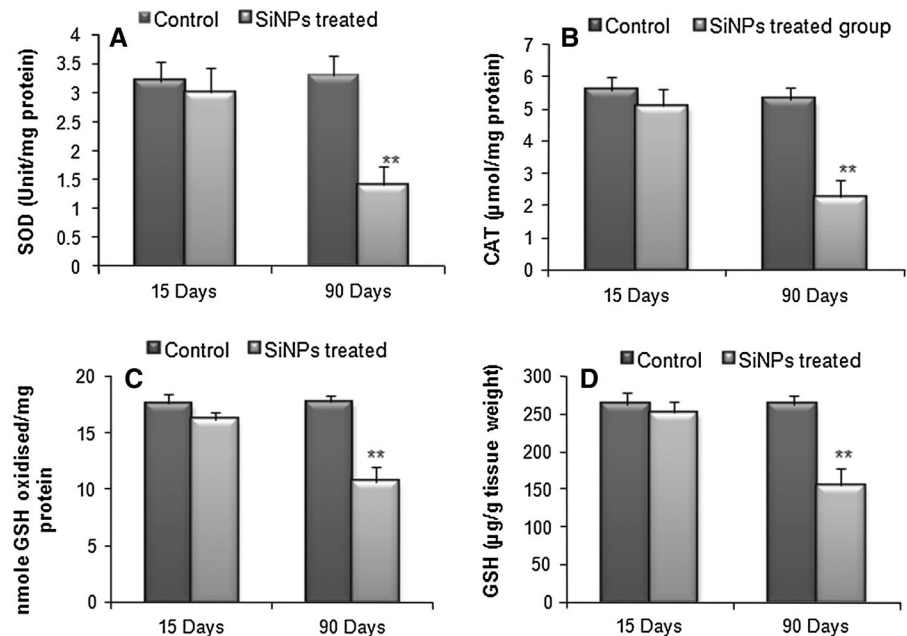 Control SiNPs treated
A
SOD (Unit/mg protein)
4
3.5
3
2.5
2
1.5
1
0.5
0
**
15 Days 90 Days
Control SiNPs treated group
B
CAT (µmol/mg protein)
7
6
5
4
3
2
1
0
**
15 Days 90 Days
Control SiNPs treated
C
nmole GSH oxidised/mg
protein
20
15
10
5
0
**
15 Days 90 Days
Control SiNPs treated
D
GSH (µg/g tissue weight)
300
250
200
150
100
50
0
**
15 Days 90 Days